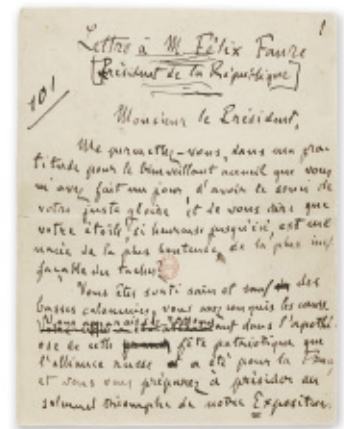 1
Lettre à M. Félix Faure
[Président de la République]
101
Monsieur le Président,
Me permettez-vous, dans ma gra-
titude pour le bienveillant accueil que vous
m'avez fait un jour, d'avoir le souci de
votre juste gloire et de vous dire que
votre étoile, si heureuse jusqu'ici, est me
nacée de la plus honteuse, de la plus inef
façable des taches?
Vous êtes sorti sain et sauf des
basses calomnies, vous avez conquis les cœurs.
Vous apparaissez rayonnant dans l'apothé-
ose de cette fête patriotique que
l'alliance russe a été pour la France
et vous vous préparez à présider au
solennel triomphe de notre Exposition